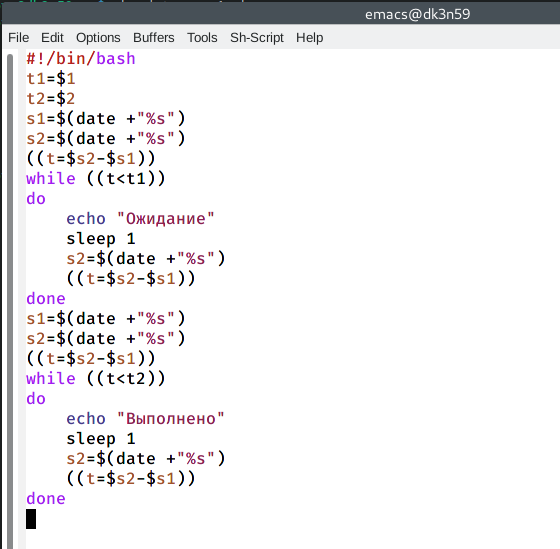 emacs@dk3n59
File Edit Options Buffers Tools Sh-Script Help
#!/bin/bash
t1=$1
t2=$2
s1=$(date +"%s")
s2=$(date +"%s")
((t=$s2-$s1))
while ((t<t1))
do
    echo "Ожидание"
    sleep 1
    s2=$(date +"%s")
    ((t=$s2-$s1))
done
s1=$(date +"%s")
s2=$(date +"%s")
((t=$s2-$s1))
while ((t<t2))
do
    echo "Выполнено"
    sleep 1
    s2=$(date +"%s")
    ((t=$s2-$s1))
done